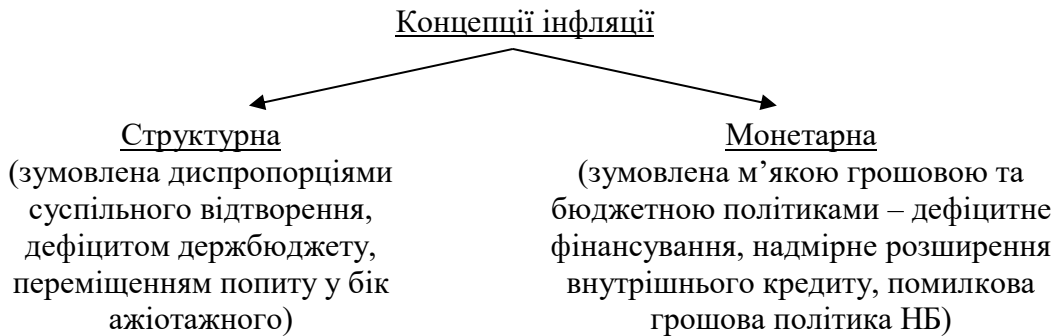 Концепції інфляції
Структурна
(зумовлена диспропорціями
суспільного відтворення,
дефіцитом держбюджету,
переміщенням попиту у бік
ажіотажного)
Монетарна
(зумовлена м’якою грошовою та
бюджетною політиками – дефіцитне
фінансування, надмірне розширення
внутрішнього кредиту, помилкова
грошова політика НБ)